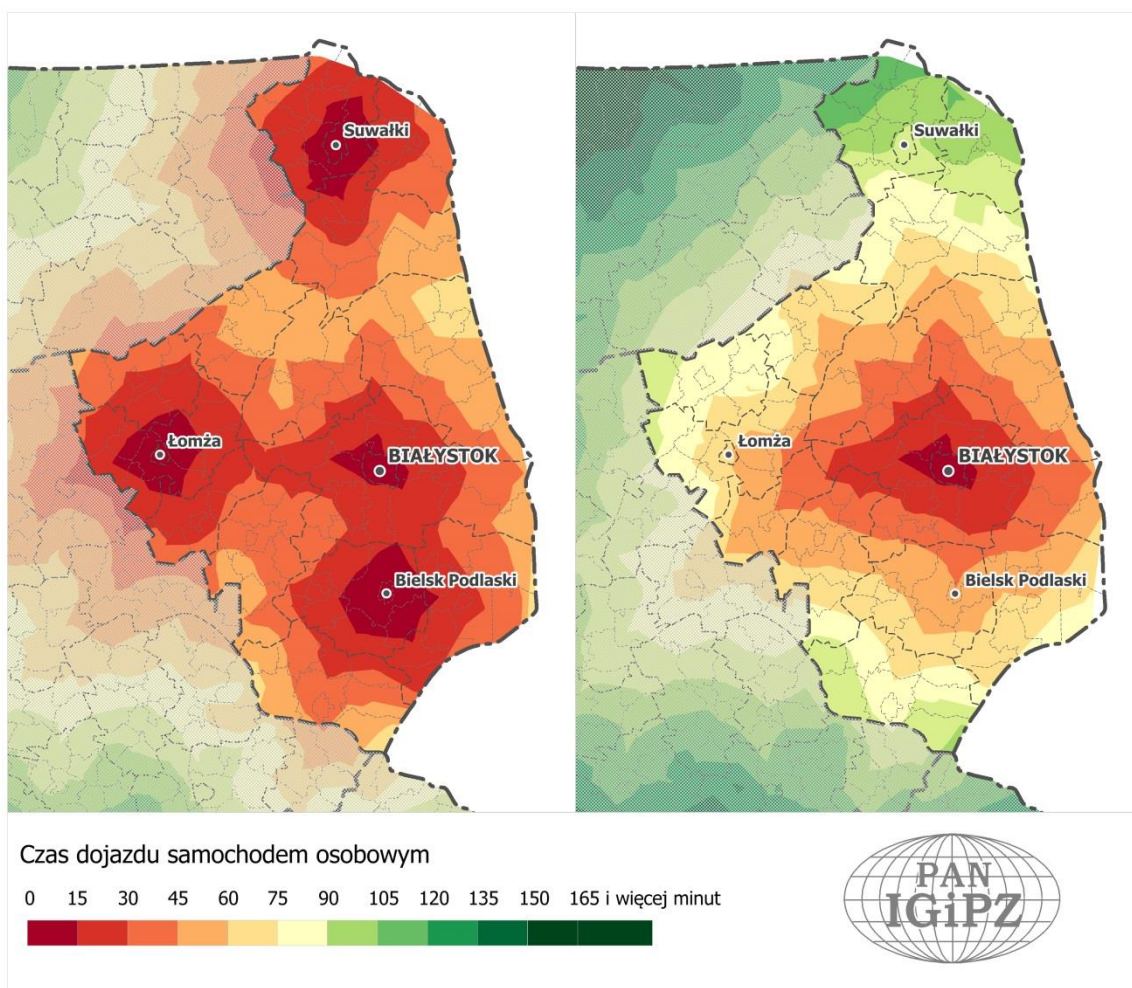 Suwałki
Łomża
BIAŁYSTOK
Bielsk Podlaski
Suwałki
Łomża
BIAŁYSTOK
Bielsk Podlaski
Czas dojazdu samochodem osobowym
0 15 30 45 60 75 90 105 120 135 150 165 i więcej minut
PAN
IGiPZ